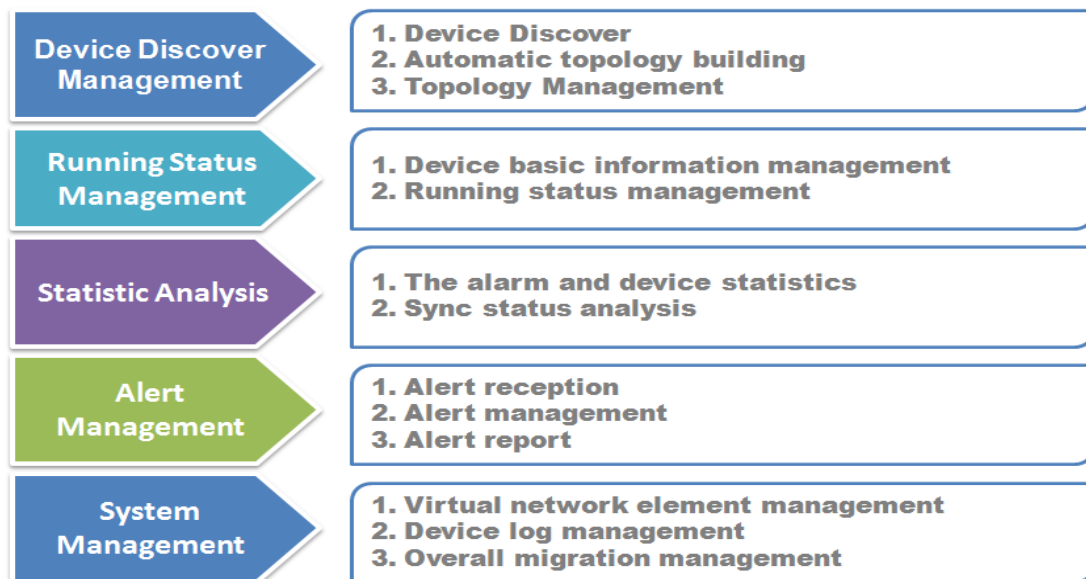 Device Discover
Management
1. Device Discover
2. Automatic topology building
3. Topology Management
Running Status
Management
1. Device basic information management
2. Running status management
Statistic Analysis
1. The alarm and device statistics
2. Sync status analysis
Alert
Management
1. Alert reception
2. Alert management
3. Alert report
System
Management
1. Virtual network element management
2. Device log management
3. Overall migration management